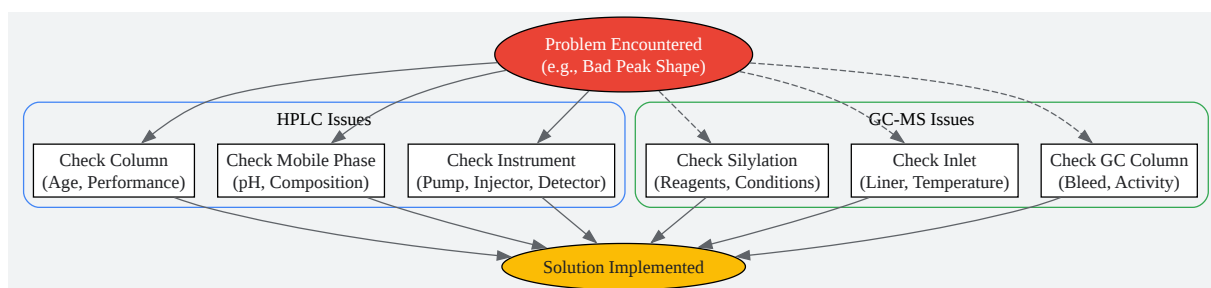 Problem Encountered
(e.g., Bad Peak Shape)
HPLC Issues
GC-MS Issues
Check Column
(Age, Performance)
Check Mobile Phase
(pH, Composition)
Check Instrument
(Pump, Injector, Detector)
Check Silylation
(Reagents, Conditions)
Check Inlet
(Liner, Temperature)
Check GC Column
(Bleed, Activity)
Solution Implemented